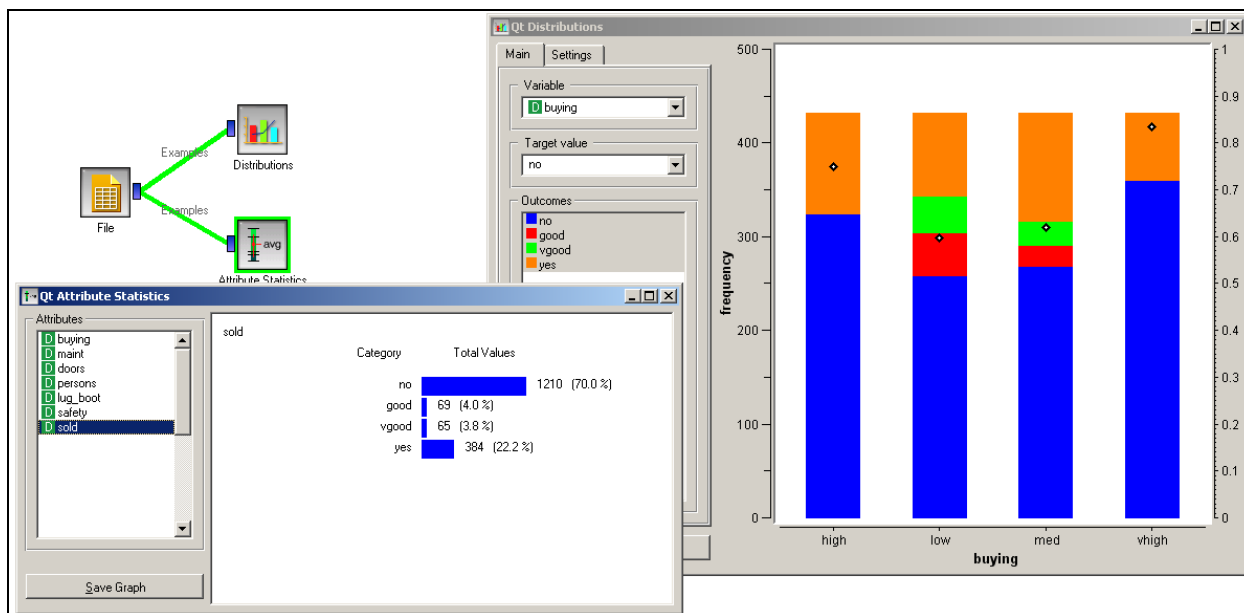 Examples
Distributions
File
Examples
avg
Attribute Statistics
Qt Distributions
Main
Settings
Variable
D buying
Target value
no
Outcomes
no
good
vgood
yes
500
400
300
200
100
0
frequency
high
low
med
vhigh
buying
1
0.9
0.8
0.7
0.6
0.5
0.4
0.3
0.2
0.1
0
Qt Attribute Statistics
Attributes
D buying
D maint
D doors
D persons
D lug_boot
D safety
D sold
Save Graph
sold
Category Total Values
no 1210 (70.0 %)
good 69 (4.0 %)
vgood 65 (3.8 %)
yes 384 (22.2 %)